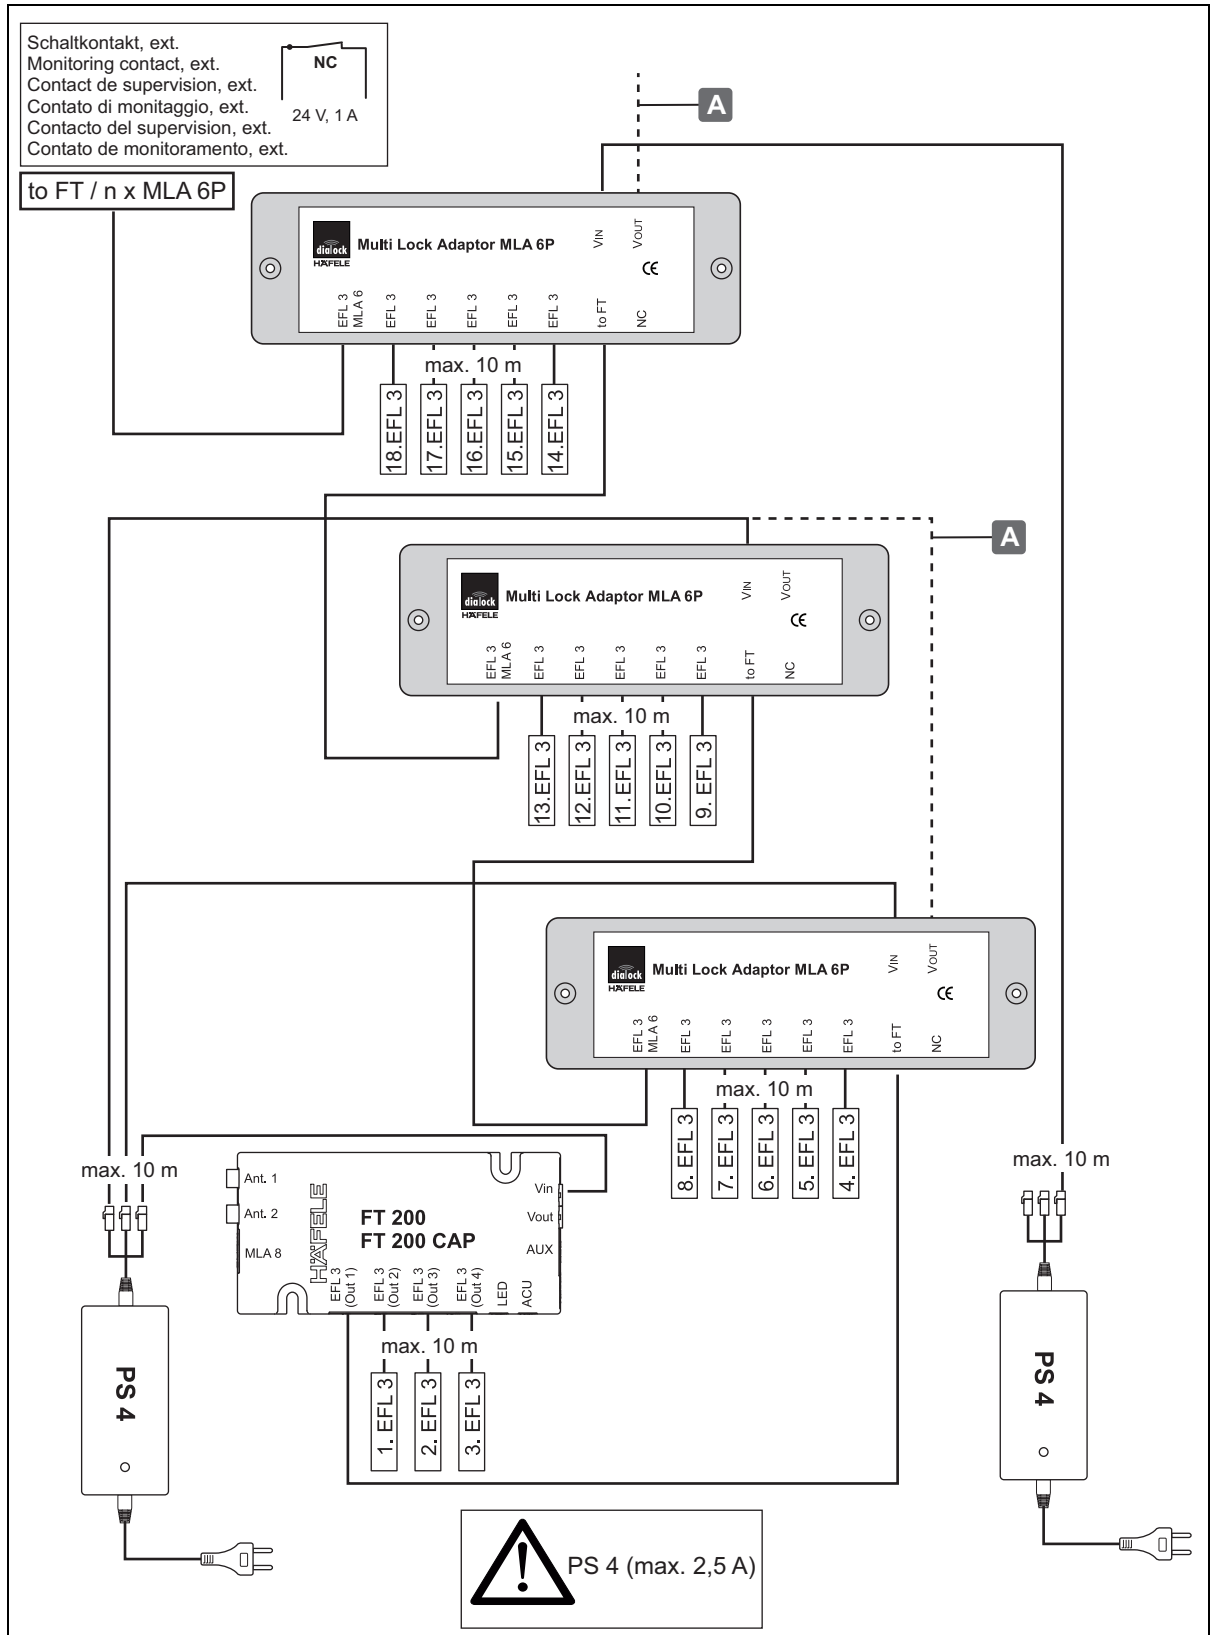 Schaltkontakt, ext.
Monitoring contact, ext.
Contact de supervision, ext.
Contato di monitaggio, ext.
Contacto del supervision, ext.
Contato de monitoramento, ext.
NC
24 V, 1 A
A
to FT / n x MLA 6P
dialock
HÄFELE
Multi Lock Adaptor MLA 6P
VIN
VOUT
CE
EFL 3
MLA 6
EFL 3
EFL 3
EFL 3
EFL 3
EFL 3
to FT
NC
max. 10 m
18.EFL 3
17.EFL 3
16.EFL 3
15.EFL 3
14.EFL 3
A
dialock
HÄFELE
Multi Lock Adaptor MLA 6P
VIN
VOUT
CE
EFL 3
MLA 6
EFL 3
EFL 3
EFL 3
EFL 3
EFL 3
to FT
NC
max. 10 m
13.EFL 3
12.EFL 3
11.EFL 3
10.EFL 3
9. EFL 3
dialock
HÄFELE
Multi Lock Adaptor MLA 6P
VIN
VOUT
CE
EFL 3
MLA 6
EFL 3
EFL 3
EFL 3
EFL 3
EFL 3
to FT
NC
max. 10 m
8. EFL 3
7. EFL 3
6. EFL 3
5. EFL 3
4. EFL 3
max. 10 m
max. 10 m
Ant. 1
Ant. 2
MLA 8
HÄFELE
FT 200
FT 200 CAP
Vin
Vout
AUX
EFL 3
(Out 1)
EFL 3
(Out 2)
EFL 3
(Out 3)
EFL 3
(Out 4)
LED
ACU
max. 10 m
1. EFL 3
2. EFL 3
3. EFL 3
PS 4
PS 4
PS 4 (max. 2,5 A)